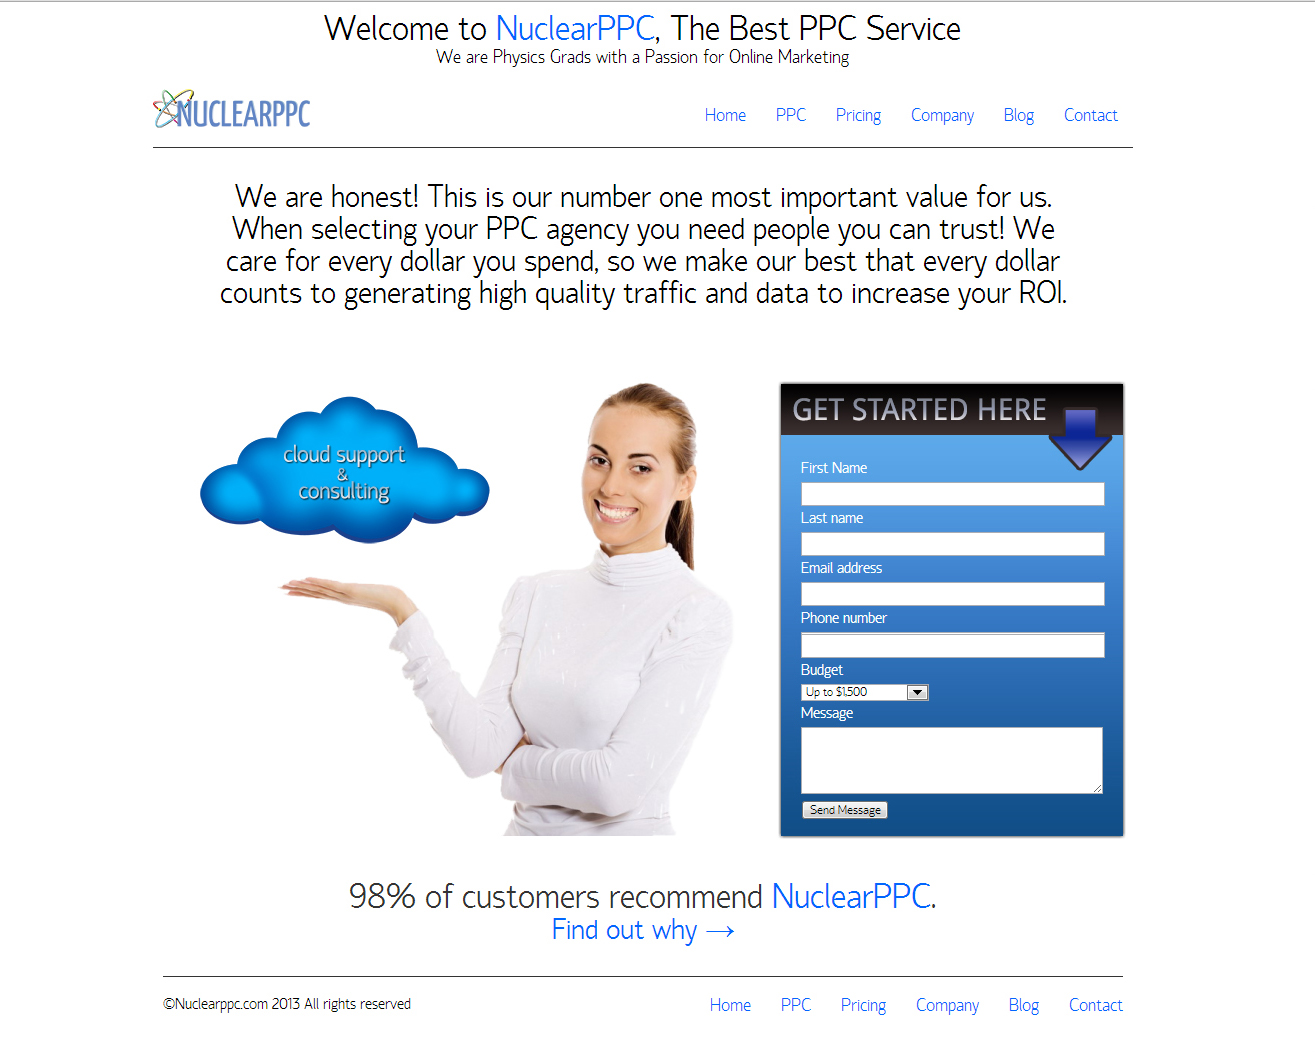 Welcome to NuclearPPC, The Best PPC Service
We are Physics Grads with a Passion for Online Marketing
NUCLEARPPC
Home PPC Pricing Company Blog Contact
We are honest! This is our number one most important value for us.
When selecting your PPC agency you need people you can trust! We
care for every dollar you spend, so we make our best that every dollar
counts to generating high quality traffic and data to increase your ROI.
cloud support
&
consulting
GET STARTED HERE
First Name
Last name
Email address
Phone number
Budget
Up to $1,500
Message
Send Message
98% of customers recommend NuclearPPC.
Find out why →
©Nuclearppc.com 2013 All rights reserved
Home PPC Pricing Company Blog Contact